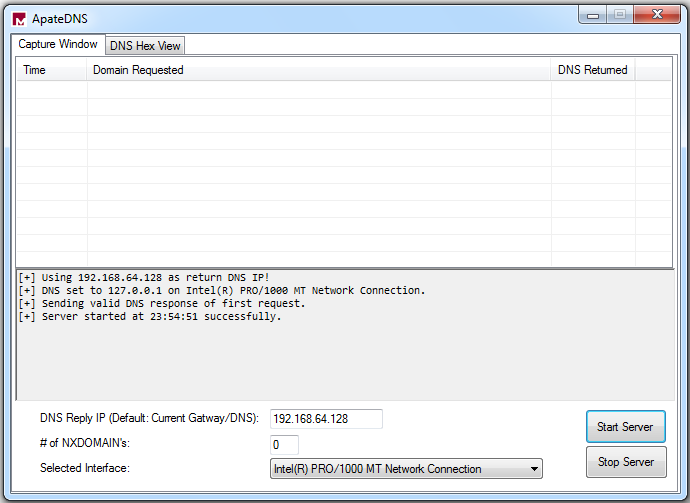 ApateDNS
Capture Window DNS Hex View
Time Domain Requested DNS Returned
[+] Using 192.168.64.128 as return DNS IP!
[+] DNS set to 127.0.0.1 on Intel(R) PRO/1000 MT Network Connection.
[+] Sending valid DNS response of first request.
[+] Server started at 23:54:51 successfully.
DNS Reply IP (Default: Current Gatway/DNS): 192.168.64.128
# of NXDOMAIN's: 0
Selected Interface: Intel(R) PRO/1000 MT Network Connection
Start Server
Stop Server